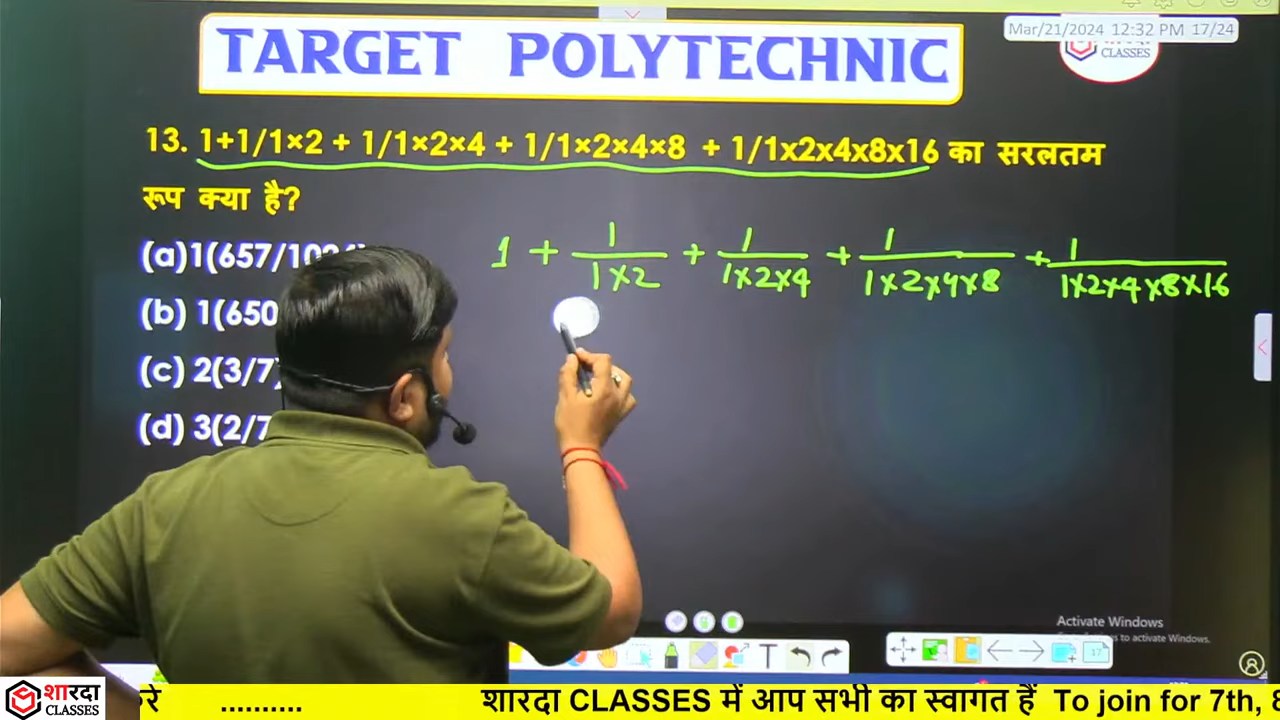 Mar/21/2024 12:32 PM 17/24
TARGET POLYTECHNIC
CLASSES
13. 1+1/1×2 + 1/1×2×4 + 1/1×2×4×8 + 1/1x2x4x8x16 का सरलतम
रूप क्या है?
1 + 1/1×2 + 1/1×2×4 + 1/1×2×4×8 + 1/1×2×4×8×16
(a)1(657/10
(b) 1(650
(c) 2(3/7)
(d) 3(2/7
Activate Windows
to activate Windows.
17
शारदा
CLASSES
.......... शारदा CLASSES में आप सभी का स्वागत हैं To join for 7th,